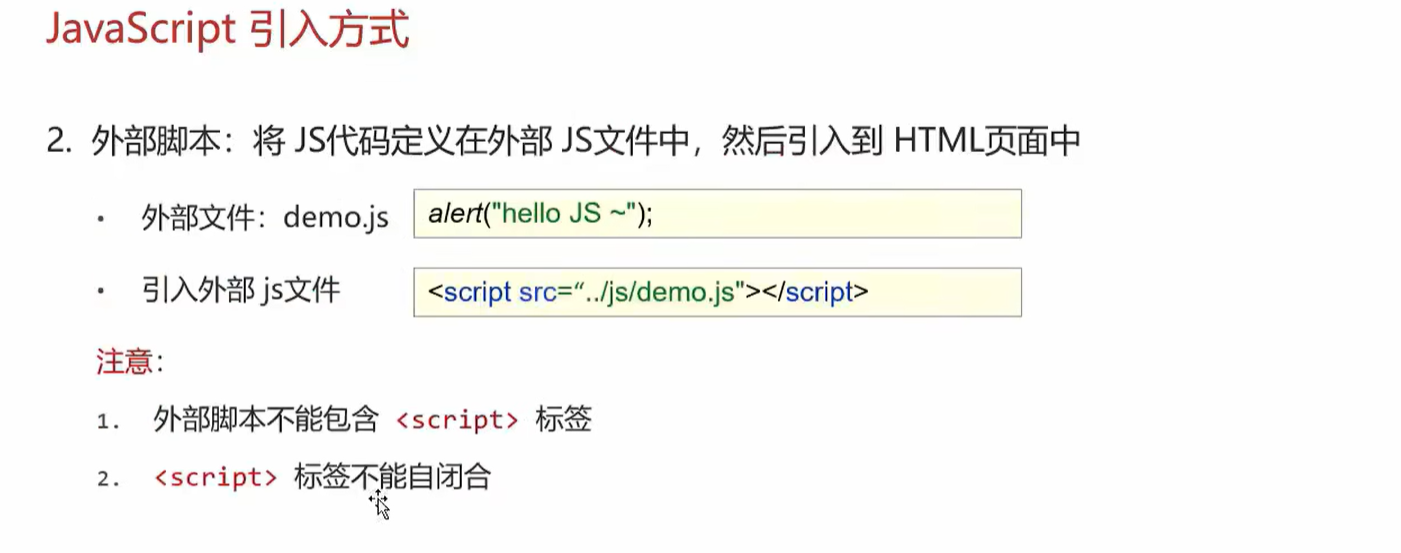 JavaScript 引入方式
2. 外部脚本：将 JS代码定义在外部 JS文件中，然后引入到 HTML页面中
• 外部文件：demo.js alert("hello JS ~");
• 引入外部 js文件 <script src=“../js/demo.js"></script>
注意：
1. 外部脚本不能包含 <script> 标签
2. <script> 标签不能自闭合